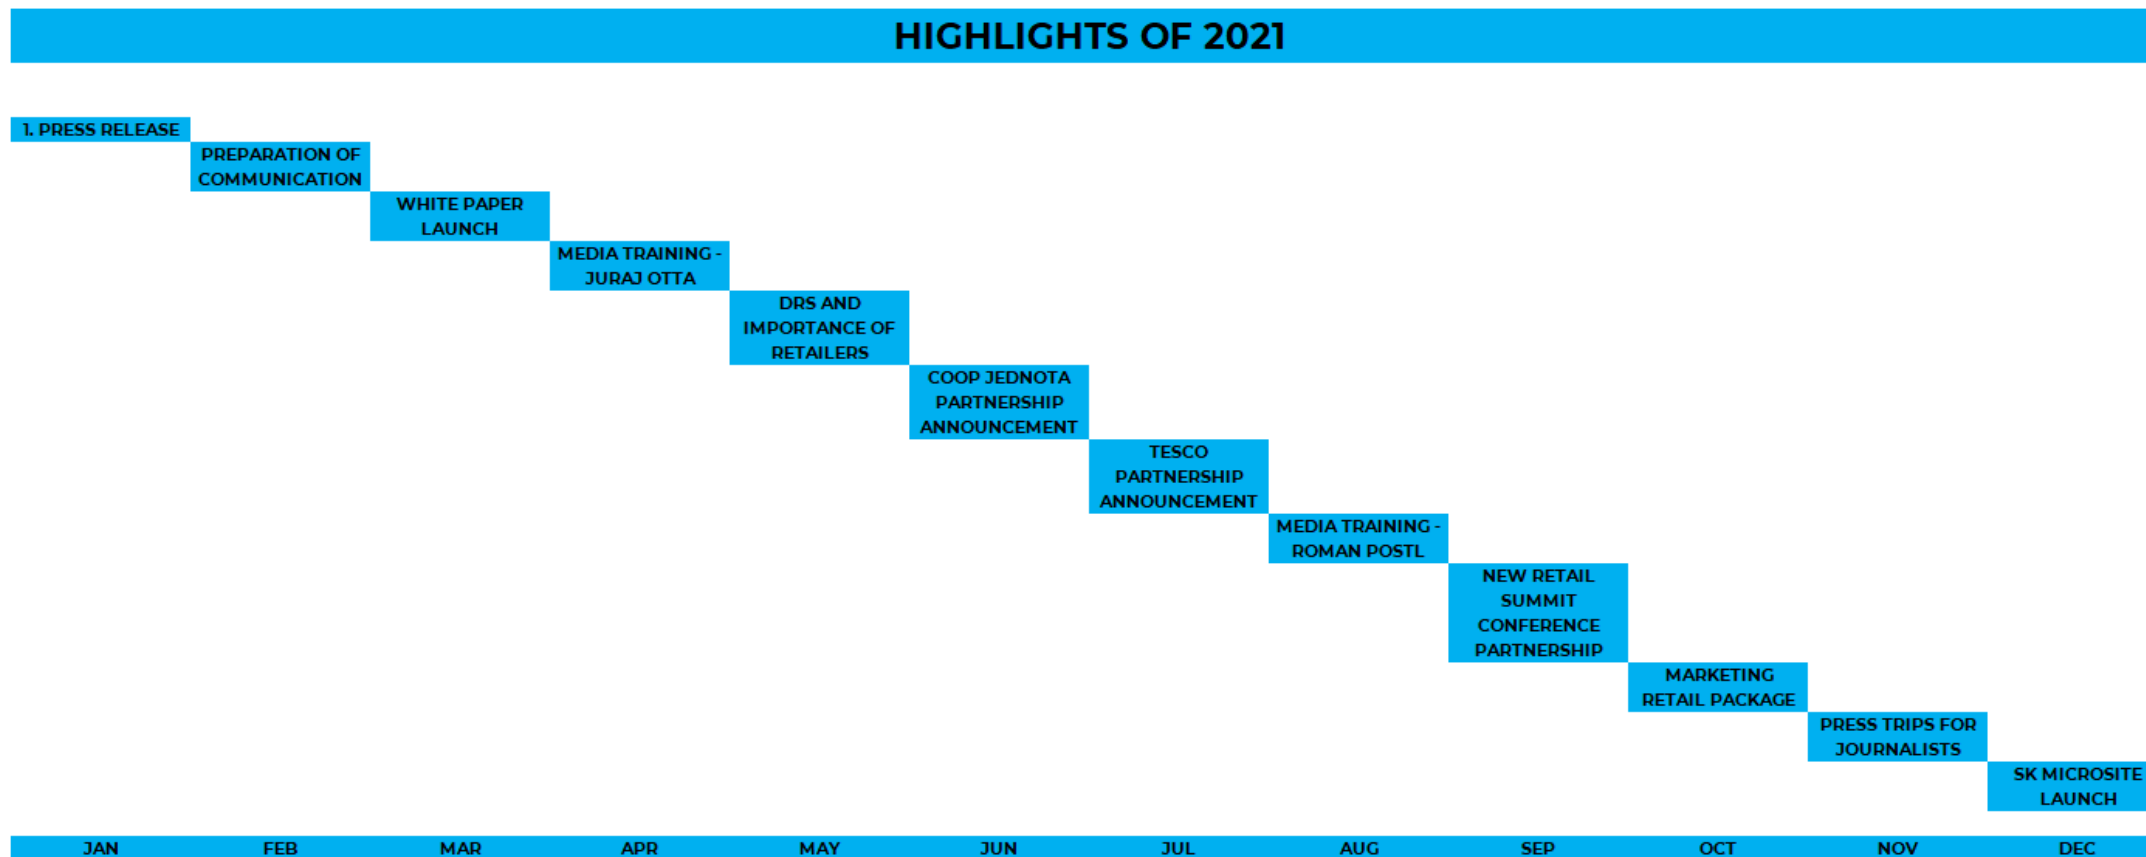 HIGHLIGHTS OF 2021
1. PRESS RELEASE
PREPARATION OF
COMMUNICATION
WHITE PAPER
LAUNCH
MEDIA TRAINING -
JURAJ OTTA
DRS AND
IMPORTANCE OF
RETAILERS
COOP JEDNOTA
PARTNERSHIP
ANNOUNCEMENT
TESCO
PARTNERSHIP
ANNOUNCEMENT
MEDIA TRAINING -
ROMAN POSTL
NEW RETAIL
SUMMIT
CONFERENCE
PARTNERSHIP
MARKETING
RETAIL PACKAGE
PRESS TRIPS FOR
JOURNALISTS
SK MICROSITE
LAUNCH
JAN FEB MAR APR MAY JUN JUL AUG SEP OCT NOV DEC